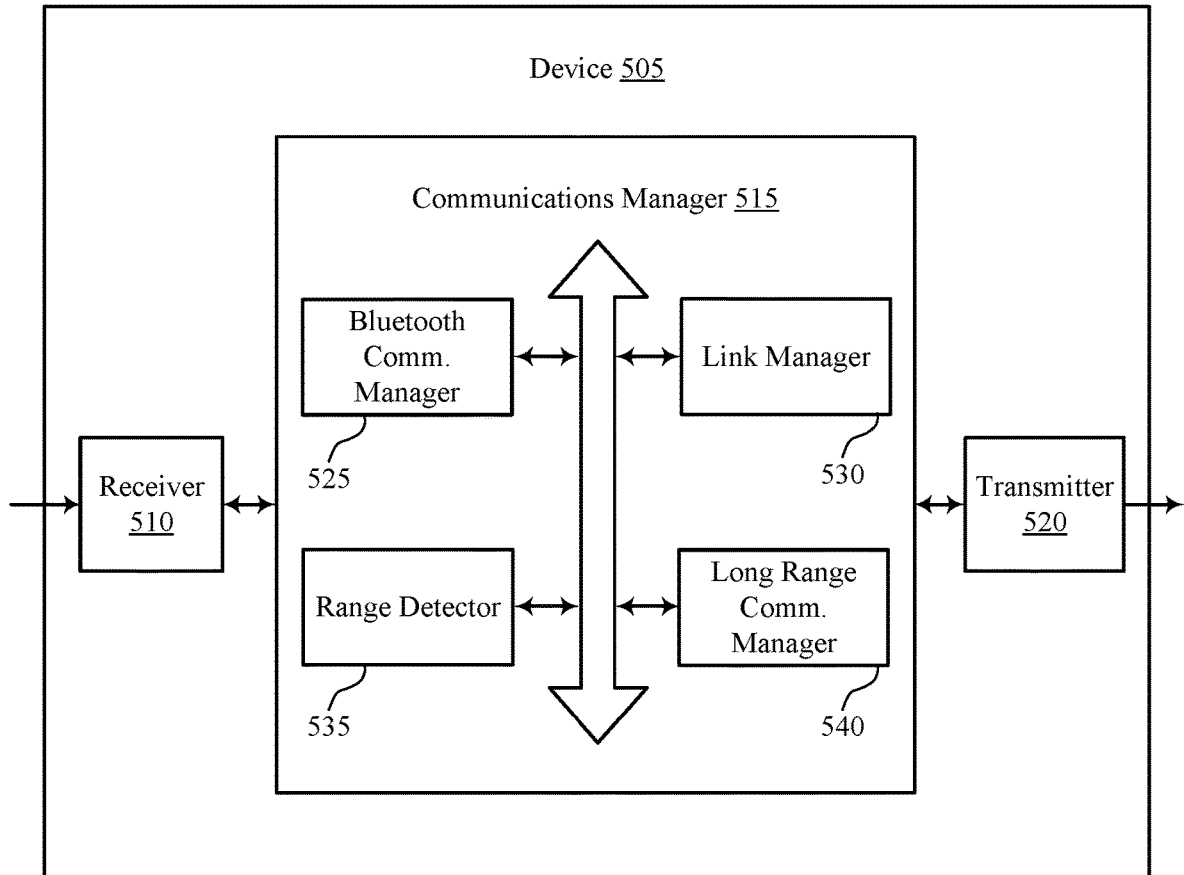 Device 505
Communications Manager 515
Bluetooth
Comm.
Manager
525
Link Manager
530
Receiver
510
Transmitter
520
Range Detector
535
Long Range
Comm.
Manager
540